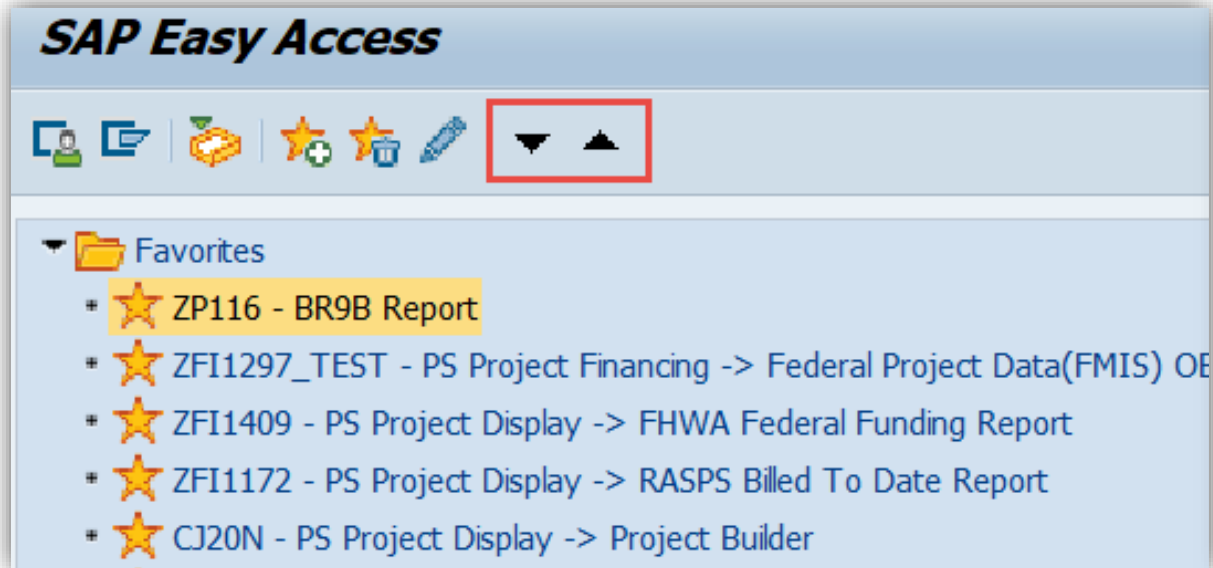 SAP Easy Access
Favorites
ZP116 - BR9B Report
ZFI1297_TEST - PS Project Financing -> Federal Project Data(FMIS)
ZFI1409 - PS Project Display -> FHWA Federal Funding Report
ZFI1172 - PS Project Display -> RASPS Billed To Date Report
CJ20N - PS Project Display -> Project Builder